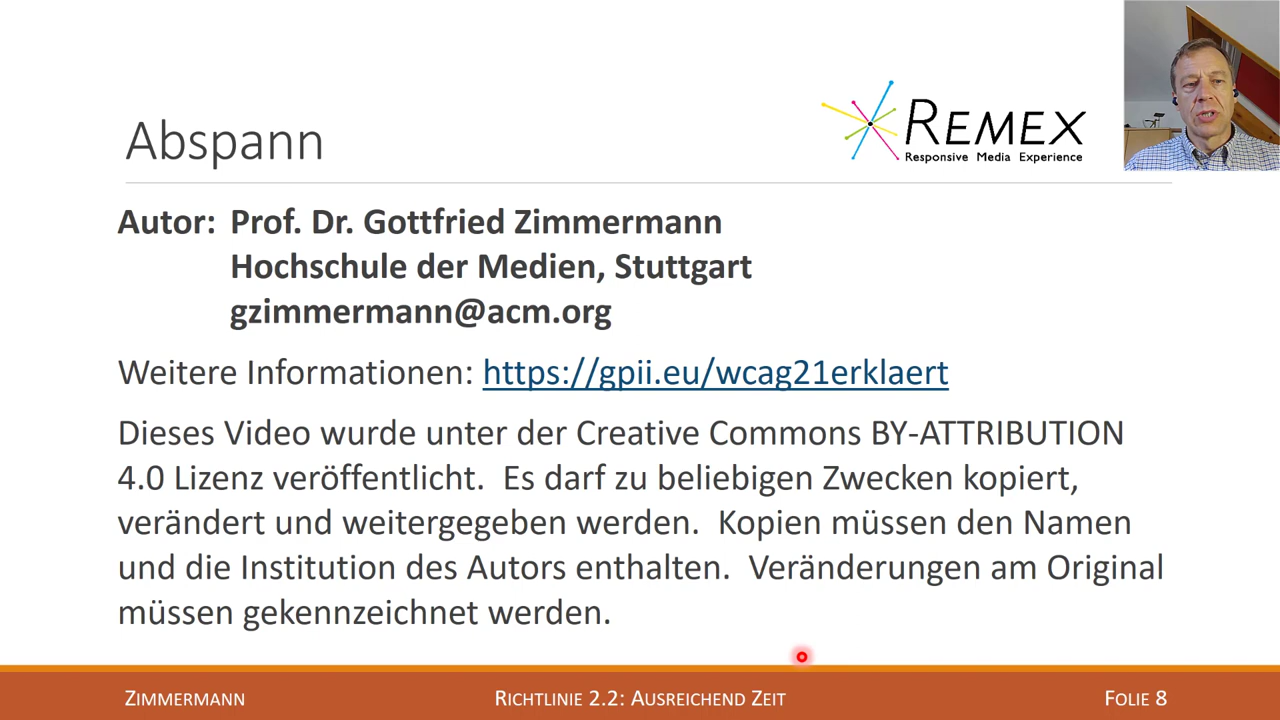 Abspann
REMEX
Responsive Media Experience
Autor: Prof. Dr. Gottfried Zimmermann
Hochschule der Medien, Stuttgart
gzimmermann@acm.org
Weitere Informationen: https://gpii.eu/wcag21erklaert
Dieses Video wurde unter der Creative Commons BY-ATTRIBUTION
4.0 Lizenz veröffentlicht. Es darf zu beliebigen Zwecken kopiert,
verändert und weitergegeben werden. Kopien müssen den Namen
und die Institution des Autors enthalten. Veränderungen am Original
müssen gekennzeichnet werden.
ZIMMERMANN
RICHTLINIE 2.2: AUSREICHEND ZEIT
FOLIE 8